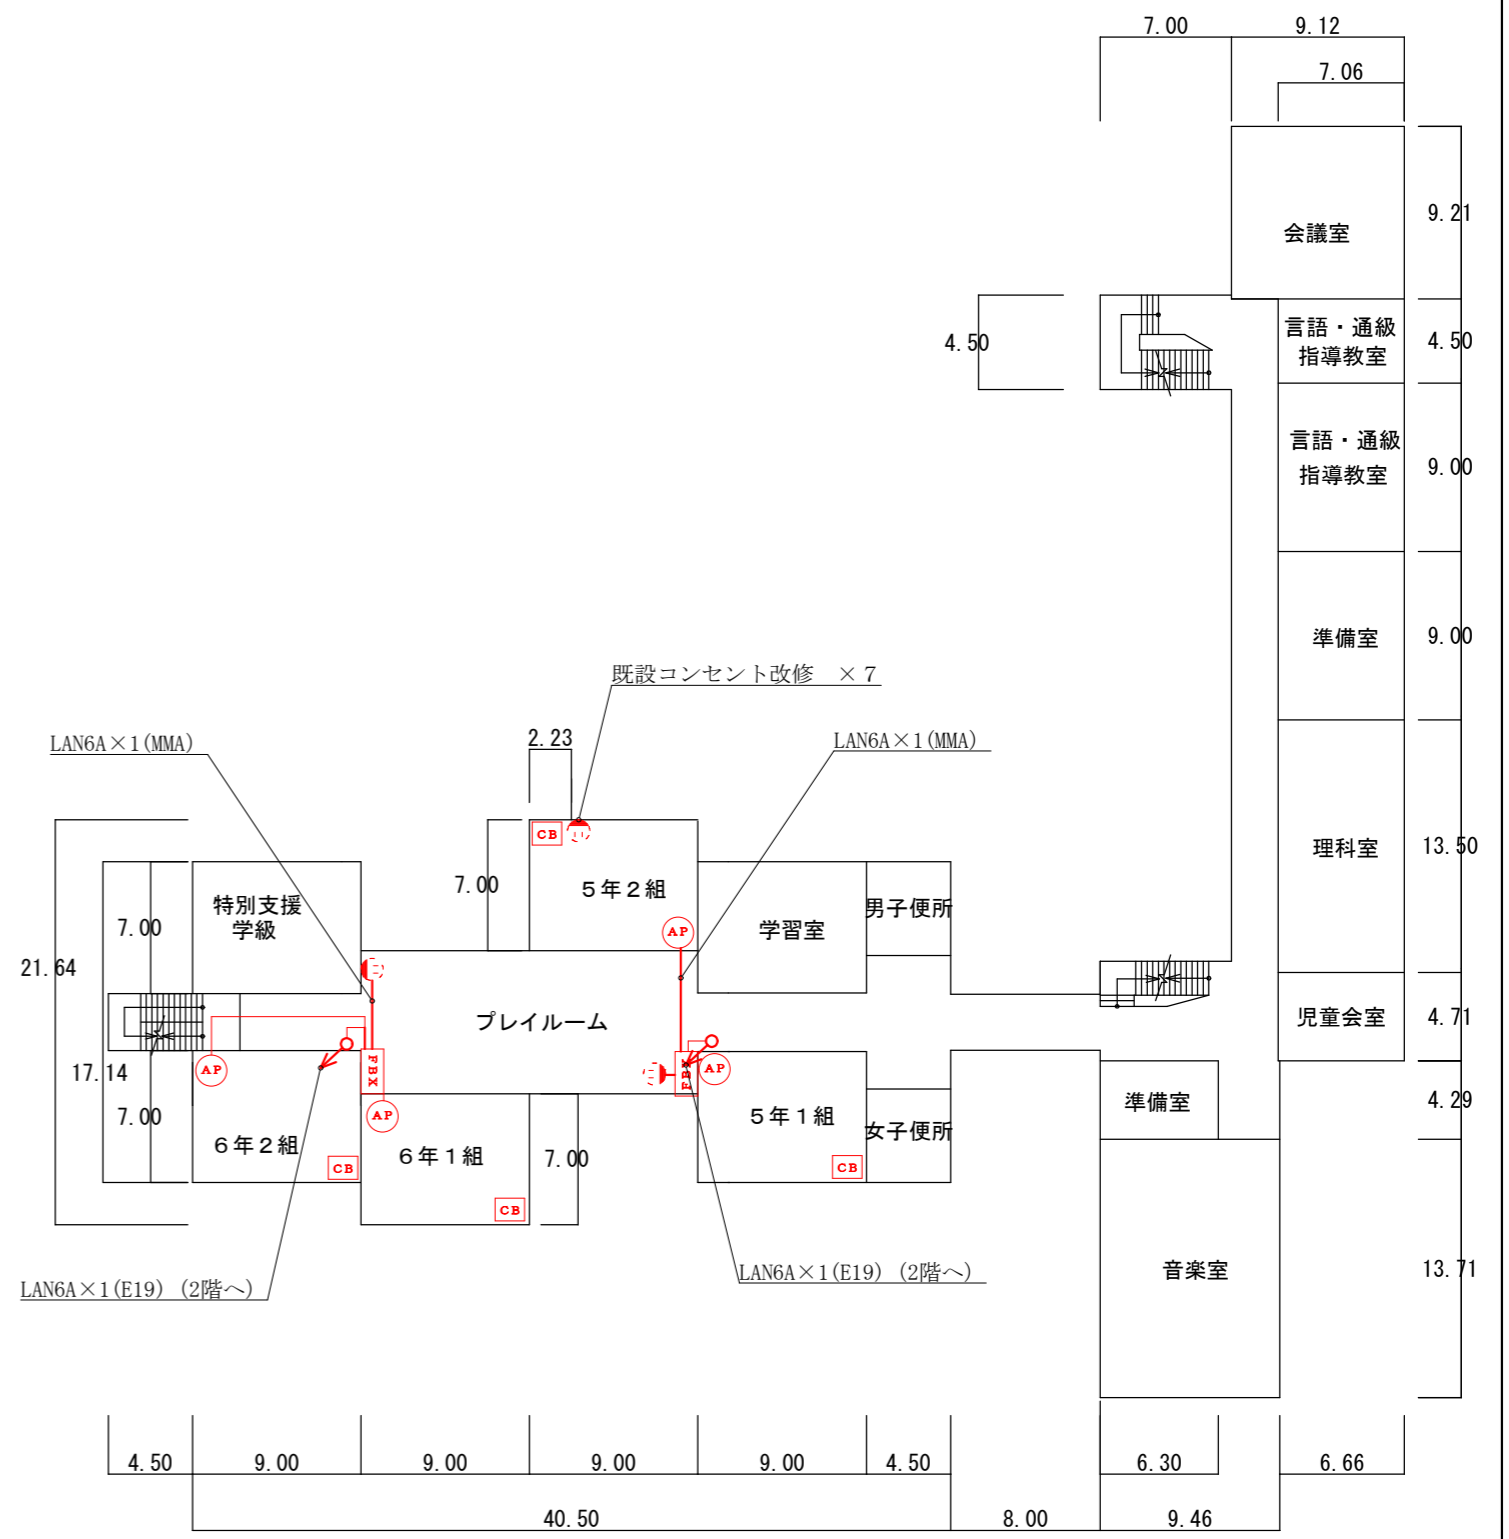 7.00
9.12
7.06
会議室
9.21
4.50
言語・通級
指導教室
4.50
言語・通級
指導教室
9.00
準備室
9.00
既設コンセント改修　×７
LAN6A×1(MMA)
2.23
LAN6A×1(MMA)
CB
7.00
５年２組
理科室
13.50
特別支援
学級
7.00
AP
学習室
男子便所
21.64
プレイルーム
児童会室
4.71
AP
FBX
FBX
AP
17.14
7.00
AP
準備室
4.29
６年２組
CB
６年１組
CB
7.00
５年１組
CB
女子便所
LAN6A×1(E19) (2階へ)
LAN6A×1(E19) (2階へ)
音楽室
13.71
4.50
9.00
9.00
9.00
9.00
4.50
6.30
6.66
40.50
8.00
9.46